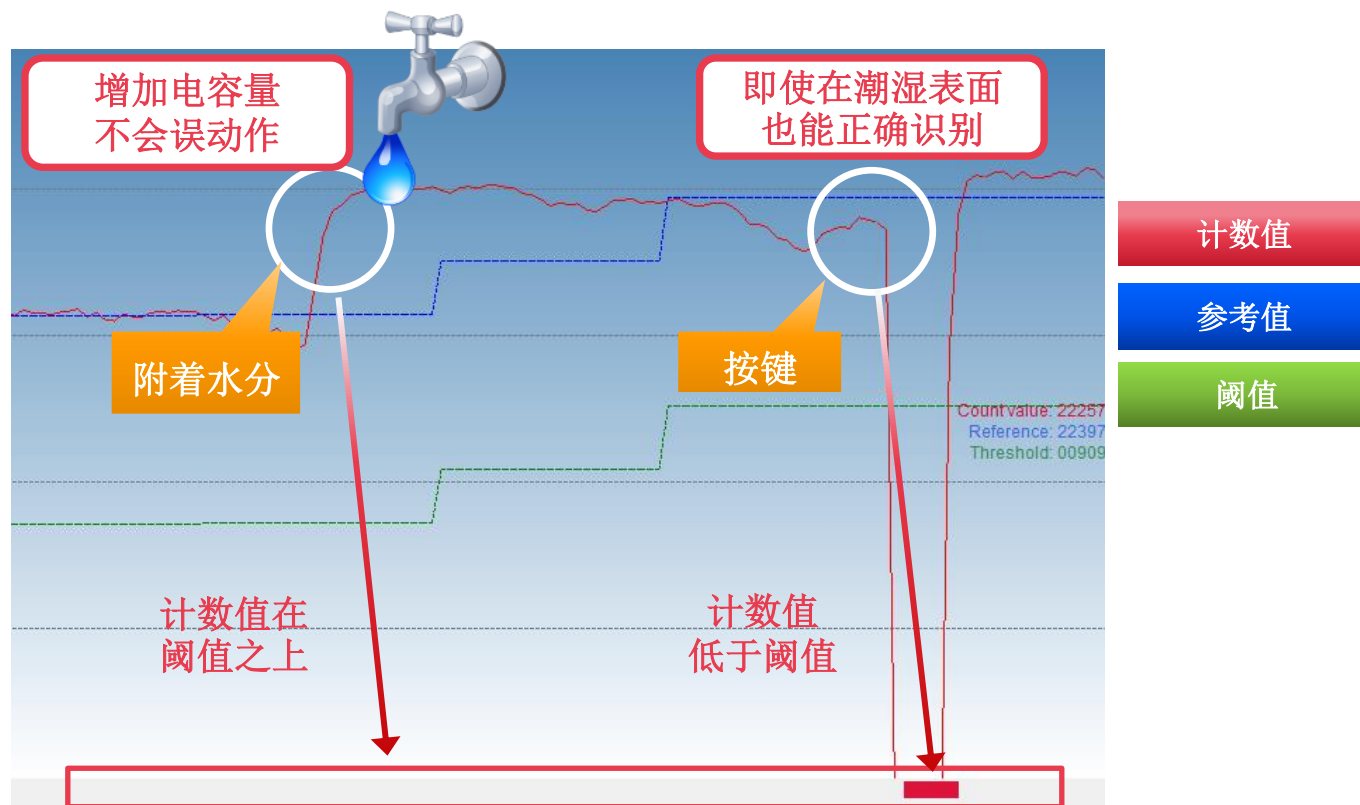 增加电容量
不会误动作
即使在潮湿表面
也能正确识别
计数值
参考值
阈值
附着水分
按键
Count value: 22257
Reference: 22397
Threshold: 00909
计数值在
阈值之上
计数值
低于阈值